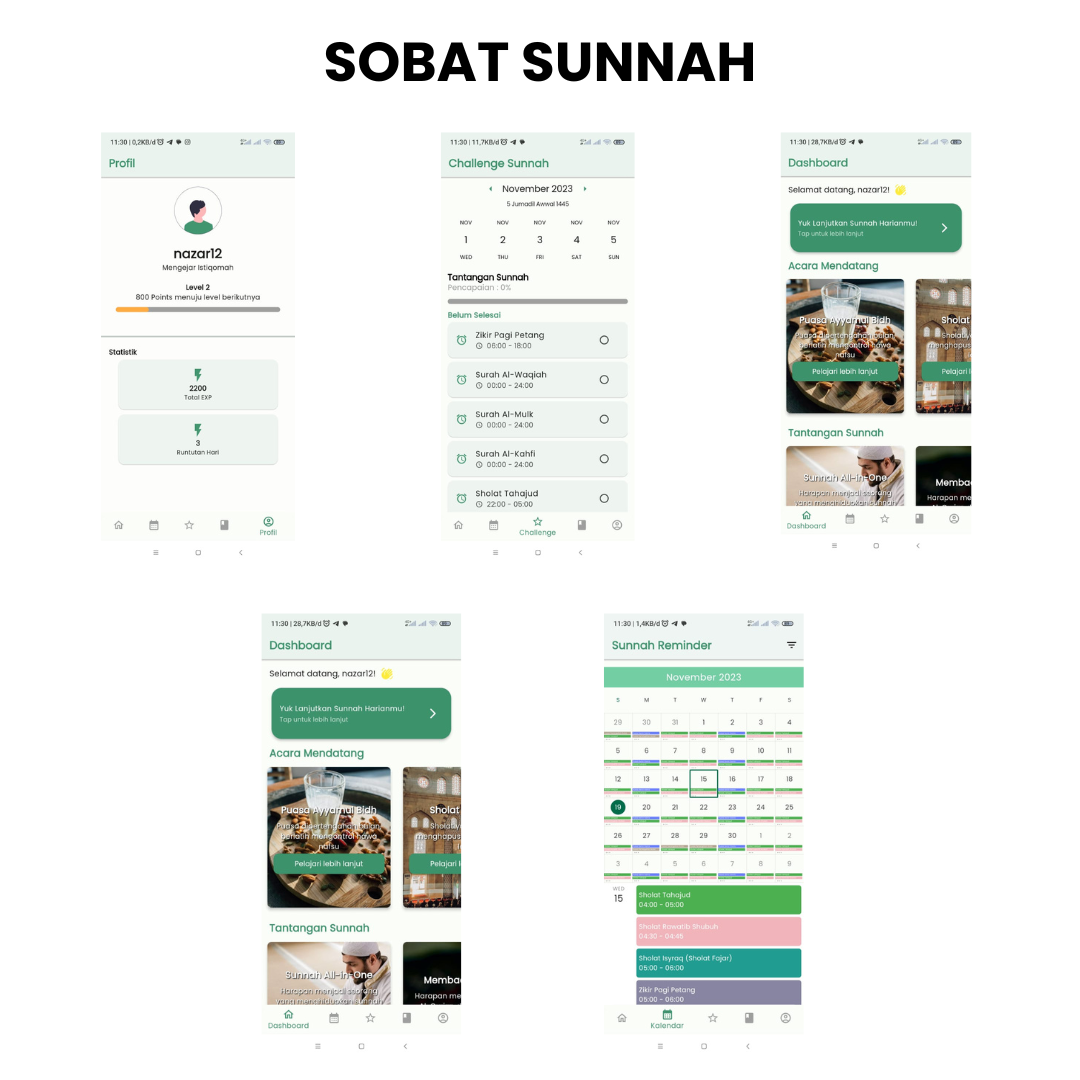 SOBAT SUNNAH
11:30 | 0,2KB/d
Profil
nazar12
Mengejar Istiqomah
Level 2
800 Points menuju level berikutnya
Statistik
2200
Total EXP
3
Runtutan Hari
Profil
11:30 | 11,7KB/d
Challenge Sunnah
November 2023
5 Jumadil Awwal 1445
NOV NOV NOV NOV NOV
1 2 3 4 5
WED THU FRI SAT SUN
Tantangan Sunnah
Pencapaian : 0%
Belum Selesai
Zikir Pagi Petang
06:00 - 18:00
Surah Al-Waqiah
00:00 - 24:00
Surah Al-Mulk
00:00 - 24:00
Surah Al-Kahfi
00:00 - 24:00
Sholat Tahajud
22:00 - 05:00
Challenge
11:30 | 28,7KB/d
Dashboard
Selamat datang, nazar12!
Yuk Lanjutkan Sunnah Harianmu!
Tap untuk lebih lanjut
Acara Mendatang
Puasa Ayyamul Bidh
Puasa dipertengahan bulan
berlatih mengontrol hawa
nafsu
Pelajari lebih lanjut
Sholat
menghapus
Pelajari l
Tantangan Sunnah
Sunnah All-In-One
Harapan menjadi seorang
yang menghidupkan sunnah
Membac
Harapan me
Dashboard
11:30 | 28,7KB/d
Dashboard
Selamat datang, nazar12!
Yuk Lanjutkan Sunnah Harianmu!
Tap untuk lebih lanjut
Acara Mendatang
Puasa Ayyamul Bidh
Puasa dipertengahan bulan
berlatih mengontrol hawa
nafsu
Pelajari lebih lanjut
Sholat
menghapus
Pelajari l
Tantangan Sunnah
Sunnah All-In-One
Harapan menjadi seorang
yang menghidupkan sunnah
Membac
Harapan me
Dashboard
11:30 | 1,4KB/d
Sunnah Reminder
November 2023
S M T W T F S
29 30 31 1 2 3 4
5 6 7 8 9 10 11
12 13 14 15 16 17 18
19 20 21 22 23 24 25
26 27 28 29 30 1 2
3 4 5 6 7 8 9
WED
15
Sholat Tahajud
04:00 - 05:00
Sholat Rawatib Shubuh
04:30 - 04:45
Sholat Isyraq (Sholat Fajar)
05:00 - 06:00
Zikir Pagi Petang
05:00 - 06:00
Kalendar